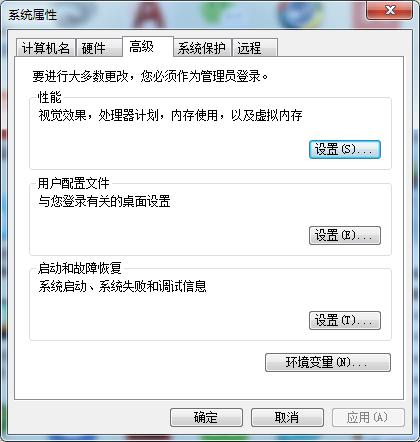 系统属性
计算机名 硬件 高级 系统保护 远程
要进行大多数更改，您必须作为管理员登录。
性能
视觉效果，处理器计划，内存使用，以及虚拟内存
设置(S)...
用户配置文件
与您登录有关的桌面设置
设置(E)...
启动和故障恢复
系统启动、系统失败和调试信息
设置(T)...
环境变量(N)...
确定 取消 应用(A)